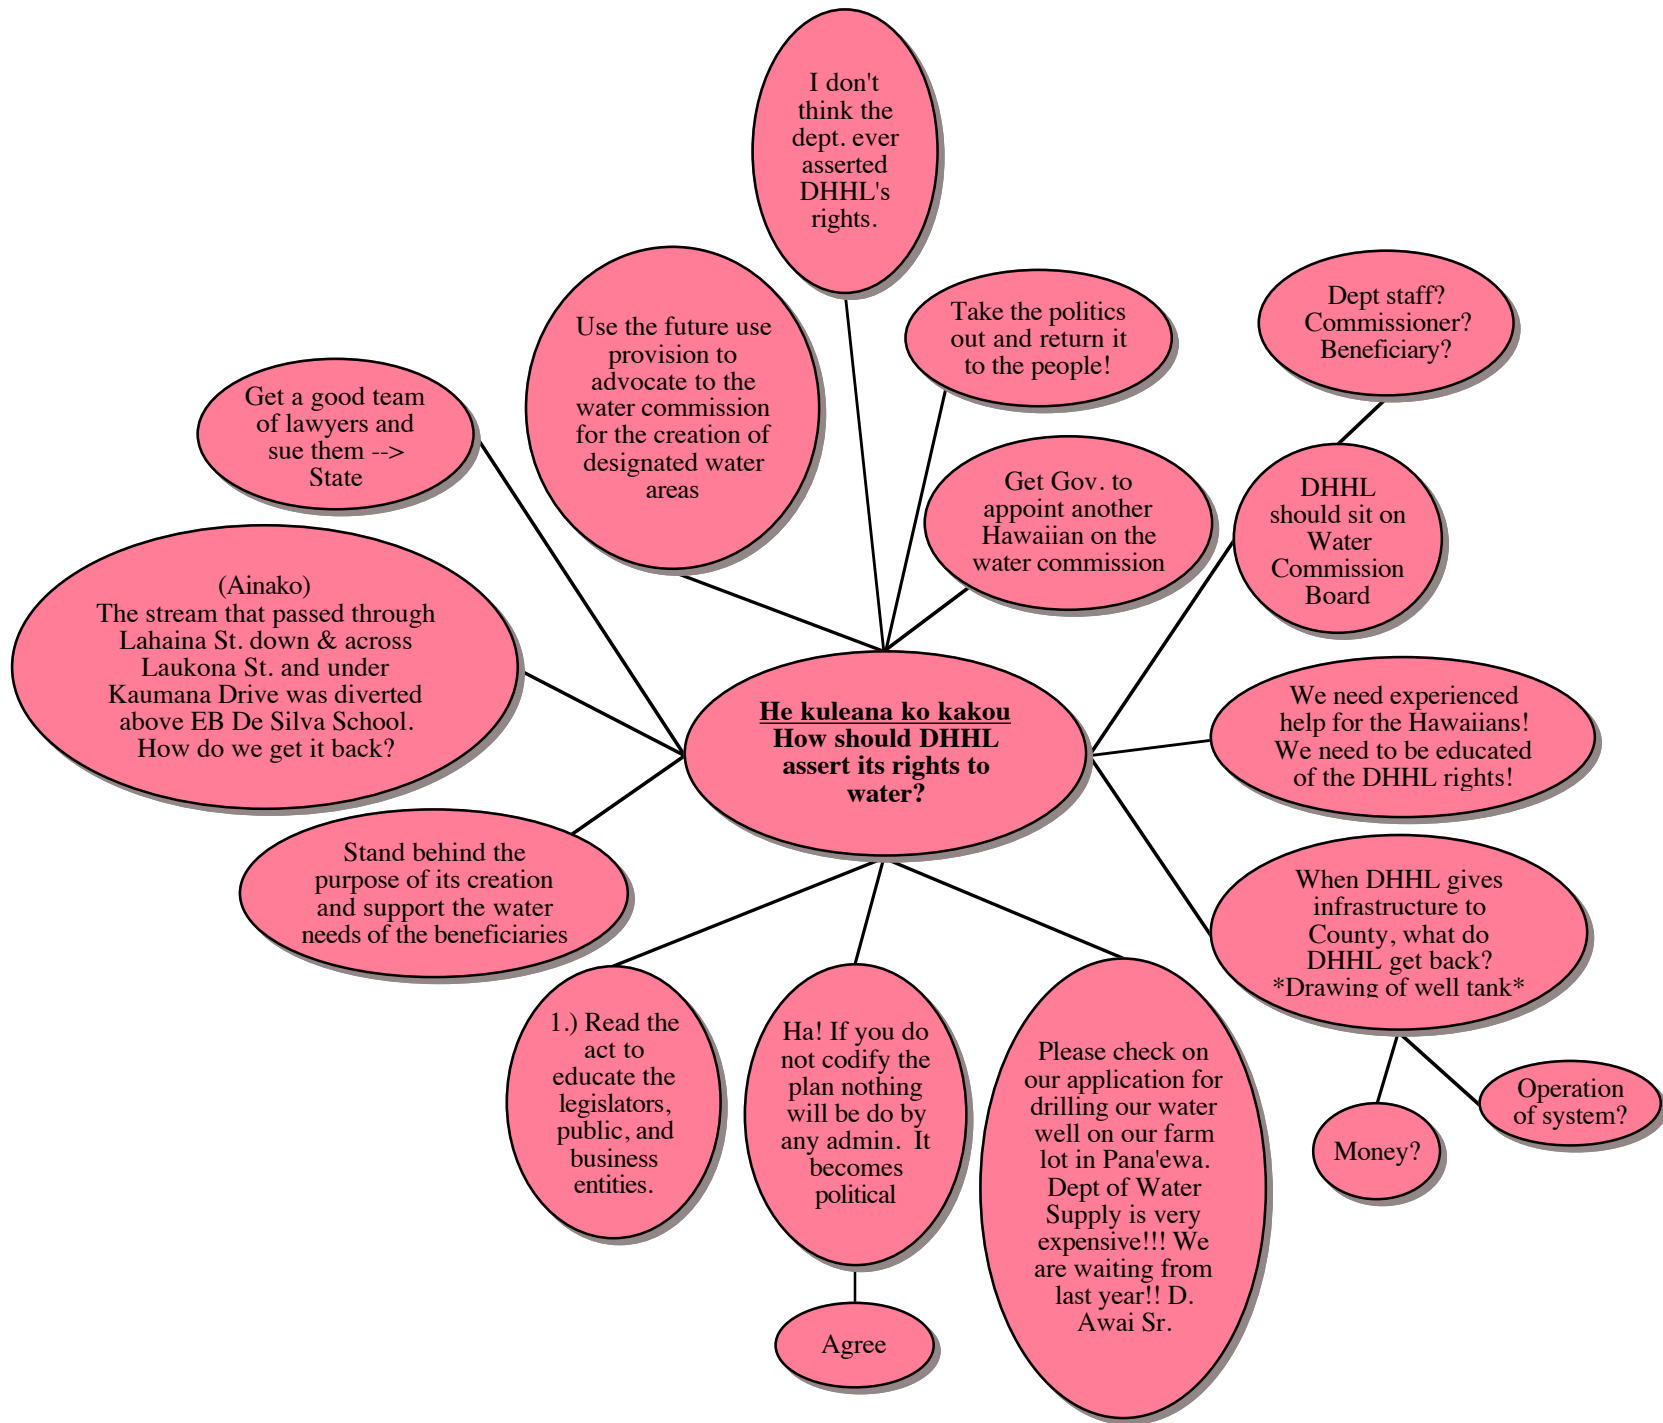 I don't
think the
dept. ever
asserted
DHHL's
rights.
Use the future use
provision to
advocate to the
water commission
for the creation of
designated water
areas
Take the politics
out and return it
to the people!
Dept staff?
Commissioner?
Beneficiary?
Get a good team
of lawyers and
sue them -->
State
Get Gov. to
appoint another
Hawaiian on the
water commission
DHHL
should sit on
Water
Commission
Board
(Ainako)
The stream that passed through
Lahaina St. down & across
Laukona St. and under
Kaumana Drive was diverted
above EB De Silva School.
How do we get it back?
He kuleana ko kakou
How should DHHL
assert its rights to
water?
We need experienced
help for the Hawaiians!
We need to be educated
of the DHHL rights!
Stand behind the
purpose of its creation
and support the water
needs of the beneficiaries
When DHHL gives
infrastructure to
County, what do
DHHL get back?
*Drawing of well tank*
1.) Read the
act to
educate the
legislators,
public, and
business
entities.
Ha! If you do
not codify the
plan nothing
will be do by
any admin.  It
becomes
political
Please check on
our application for
drilling our water
well on our farm
lot in Pana'ewa.
Dept of Water
Supply is very
expensive!!! We
are waiting from
last year!! D.
Awai Sr.
Money?
Operation
of system?
Agree